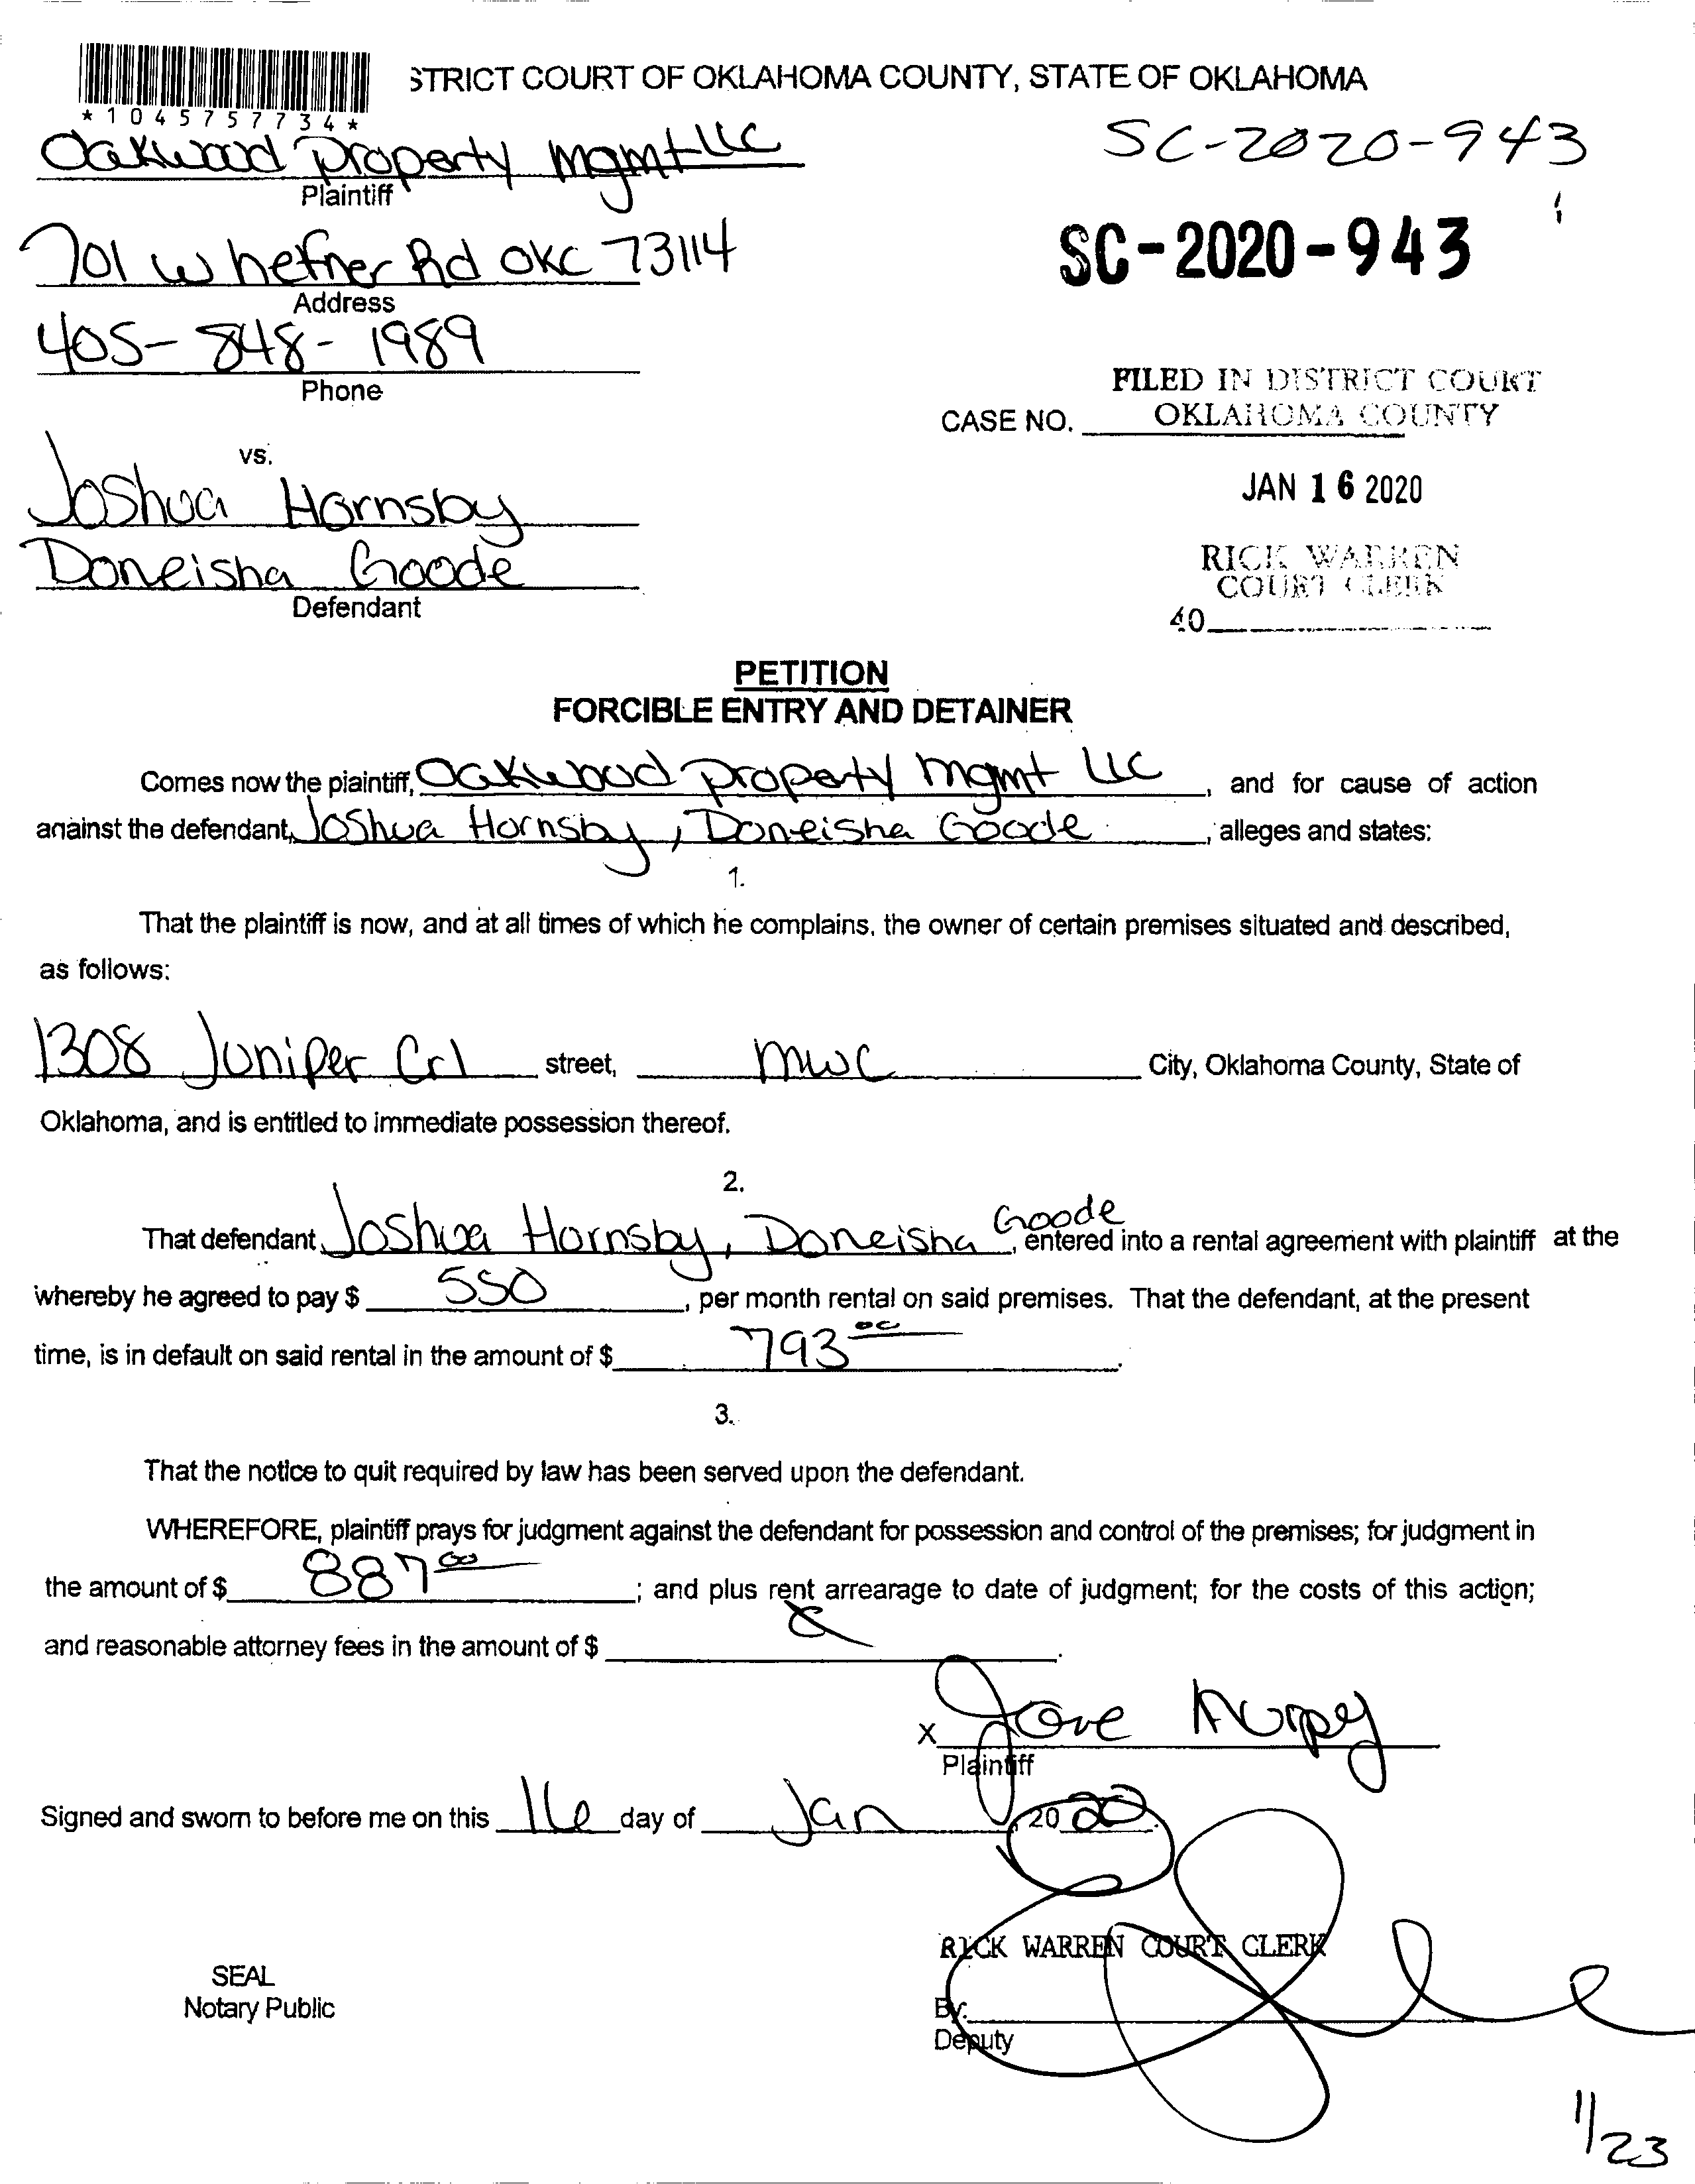 STRICT COURT OF OKLAHOMA COUNTY, STATE OF OKLAHOMA
*1045757734*
Oakwood Property Mgmt LLC
SC-2020-943
Plaintiff
701 W hefner Rd OKC 73114
SC-2020-943
Address
405-848-1989
Phone
FILED IN DISTRICT COURT
OKLAHOMA COUNTY
CASE NO.
vs.
JAN 16 2020
Joshua Hornsby
Doneisha Goode
RICK WARREN
COURT CLERK
Defendant
40
PETITION
FORCIBLE ENTRY AND DETAINER
Comes now the plaintiff, Oakwood Property Mgmt LLC, and for cause of action
against the defendant, Joshua Hornsby, Doneisha Goode, alleges and states:
1.
That the plaintiff is now, and at all times of which he complains, the owner of certain premises situated and described,
as follows:
1308 Juniper Crl street, MWC City, Oklahoma County, State of
Oklahoma, and is entitled to immediate possession thereof.
2.
That defendant, Joshua Hornsby, Doneisha Goode, entered into a rental agreement with plaintiff at the
whereby he agreed to pay $ 550, per month rental on said premises. That the defendant, at the present
time, is in default on said rental in the amount of $ 793 00.
3.
That the notice to quit required by law has been served upon the defendant.
WHEREFORE, plaintiff prays for judgment against the defendant for possession and control of the premises; for judgment in
the amount of $ 887 00; and plus rent arrearage to date of judgment; for the costs of this action;
and reasonable attorney fees in the amount of $
X
Plaintiff
Signed and sworn to before me on this 16 day of Jan, 2020.
RICK WARREN COURT CLERK
SEAL
Notary Public
By:
Deputy
1/23